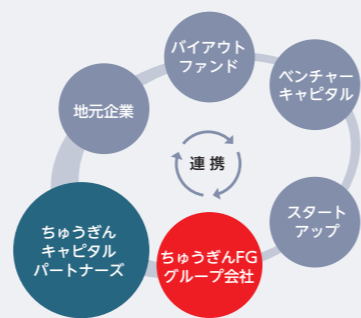 バイアウト
ファンド
ベンチャー
キャピタル
地元企業
連携
スタート
アップ
ちゅうぎん
キャピタル
パートナーズ
ちゅうぎんFG
グループ会社